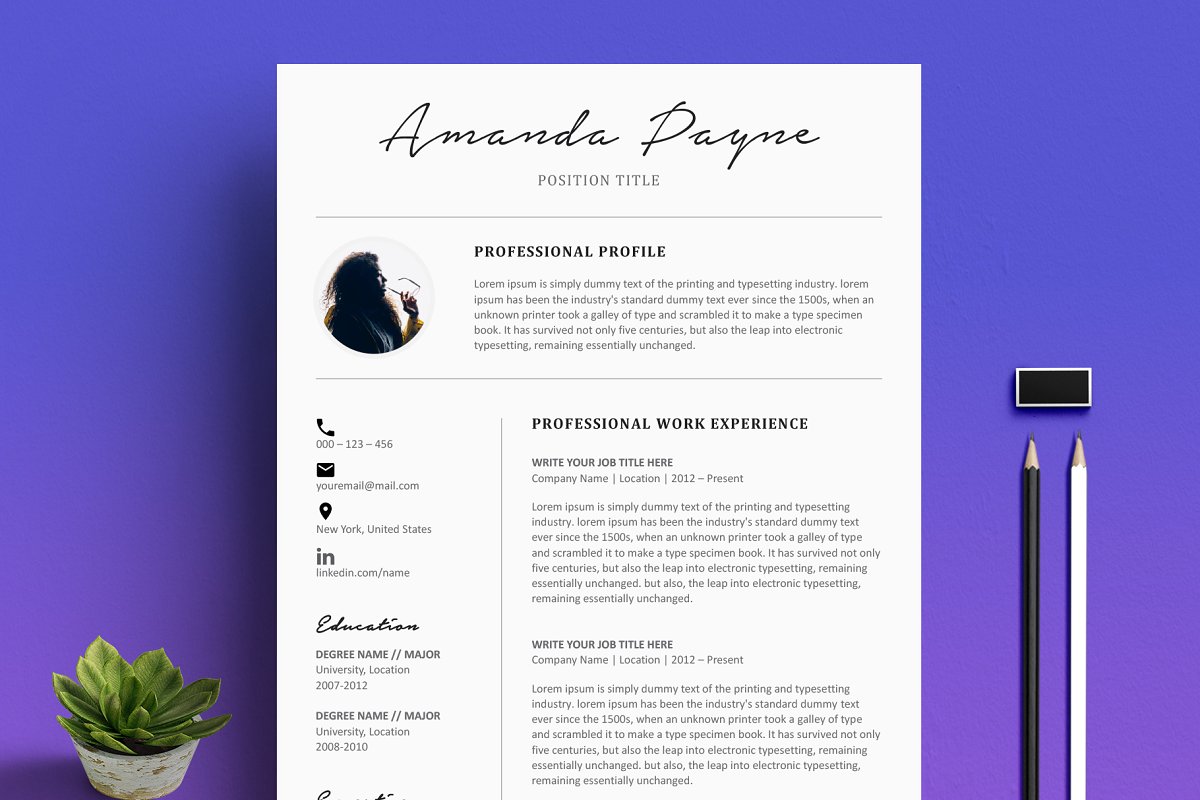 Amanda Payne
POSITION TITLE
PROFESSIONAL PROFILE
Lorem ipsum is simply dummy text of the printing and typesetting industry. lorem
ipsum has been the industry's standard dummy text ever since the 1500s, when an
unknown printer took a galley of type and scrambled it to make a type specimen
book. It has survived not only five centuries, but also the leap into electronic
typesetting, remaining essentially unchanged.
000 – 123 – 456
youremail@mail.com
New York, United States
in
linkedin.com/name
Education
DEGREE NAME // MAJOR
University, Location
2007-2012
DEGREE NAME // MAJOR
University, Location
2008-2010
PROFESSIONAL WORK EXPERIENCE
WRITE YOUR JOB TITLE HERE
Company Name | Location | 2012 – Present
Lorem ipsum is simply dummy text of the printing and typesetting
industry. lorem ipsum has been the industry's standard dummy text
ever since the 1500s, when an unknown printer took a galley of type
and scrambled it to make a type specimen book. It has survived not only
five centuries, but also the leap into electronic typesetting, remaining
essentially unchanged. but also, the leap into electronic typesetting,
remaining essentially unchanged.
WRITE YOUR JOB TITLE HERE
Company Name | Location | 2012 – Present
Lorem ipsum is simply dummy text of the printing and typesetting
industry. lorem ipsum has been the industry's standard dummy text
ever since the 1500s, when an unknown printer took a galley of type
and scrambled it to make a type specimen book. It has survived not only
five centuries, but also the leap into electronic typesetting, remaining
essentially unchanged. but also, the leap into electronic typesetting,
remaining essentially unchanged.